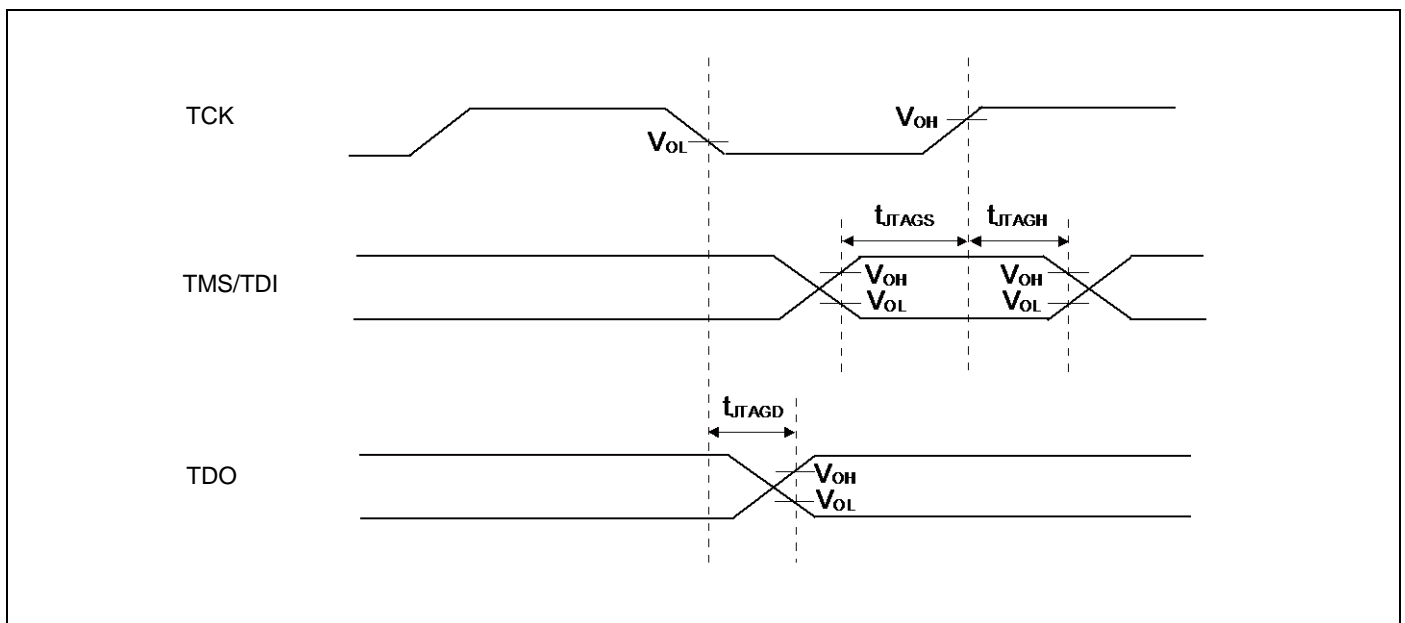 TCK
VOL
VOH
TMS/TDI
tJTAGS
tJTAGH
VOH
VOL
VOH
VOL
TDO
tJTAGD
VOH
VOL